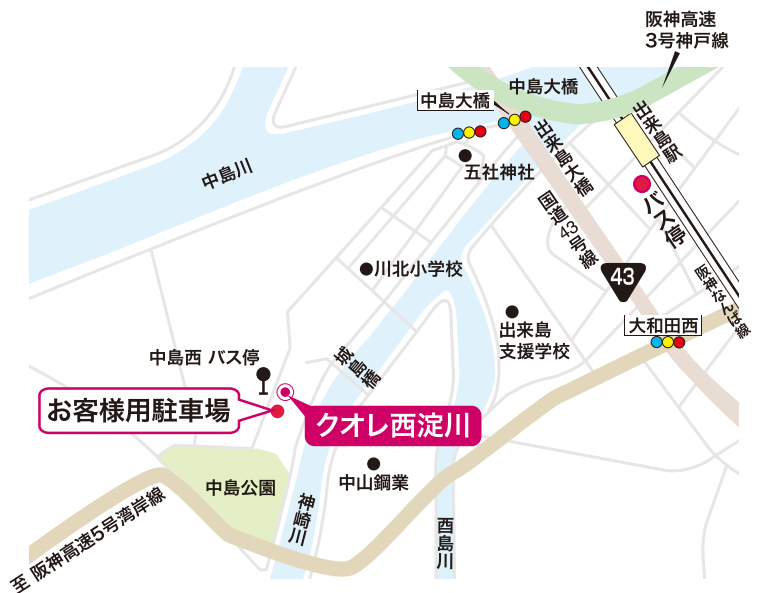 阪神高速
3号神戸線
中島大橋
中島大橋
出来島駅
出来島大橋
中島川
五社神社
バス停
国道43号線
川北小学校
43
阪神なんば線
出来島
支援学校
大和田西
城島橋
中島西 バス停
お客様用駐車場
クオレ西淀川
中山鋼業
中島公園
神崎川
酉島川
至 阪神高速5号湾岸線